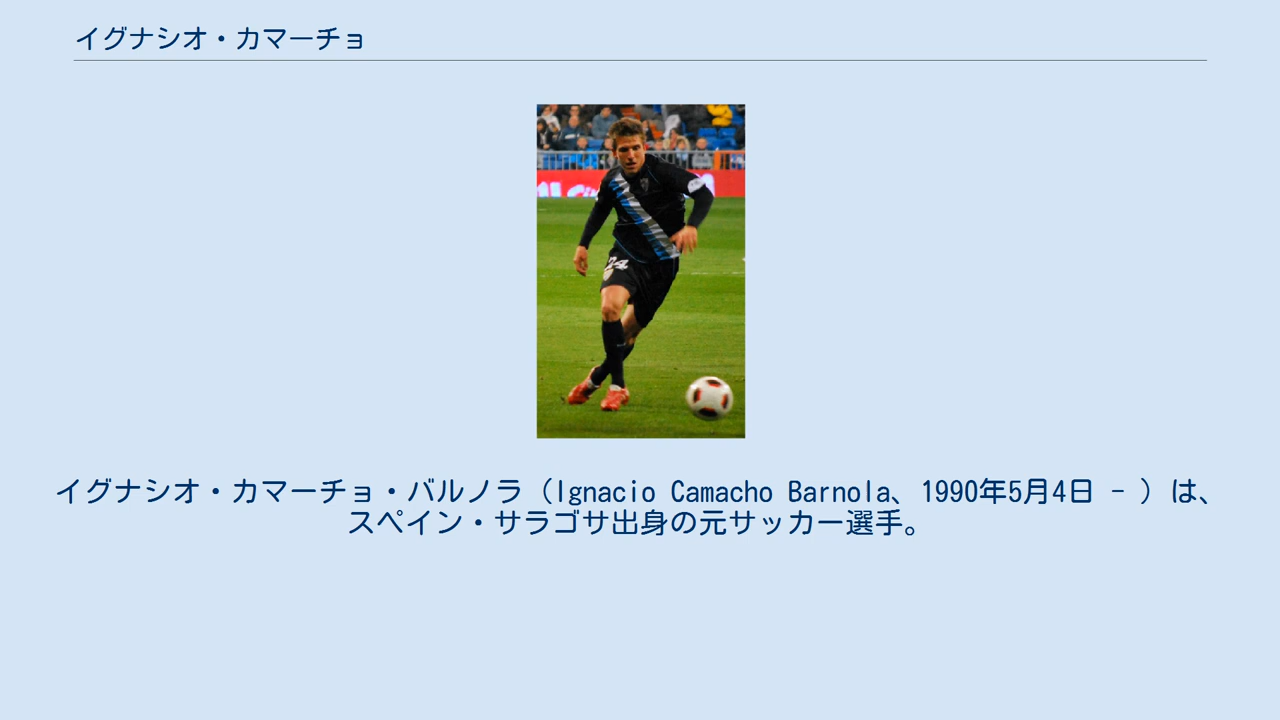 イグナシオ・カマーチョ
24
イグナシオ・カマーチョ・バルノラ（Ignacio Camacho Barnola、1990年5月4日 - ）は、
スペイン・サラゴサ出身の元サッカー選手。